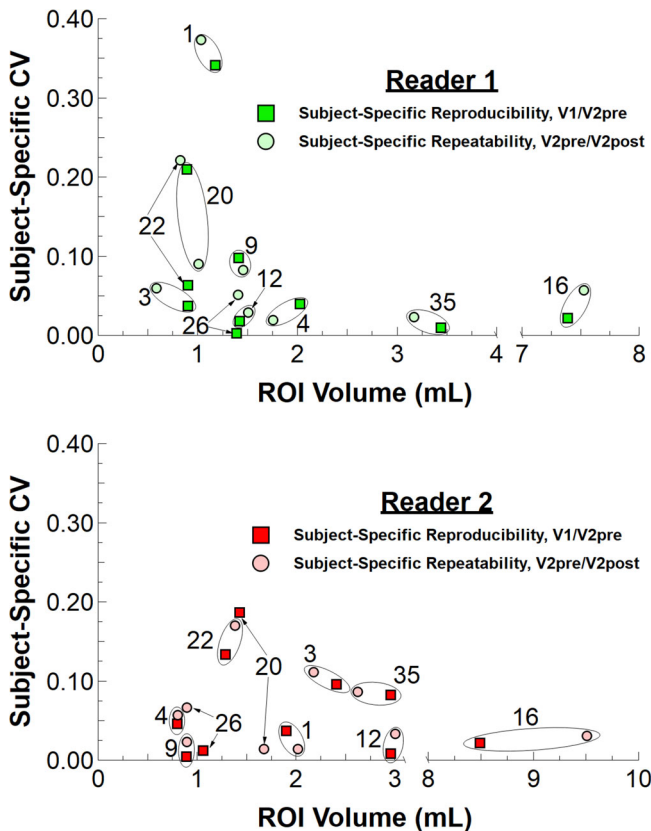 Subject-Specific CV
0.40
0.30
0.20
0.10
0.00
Reader 1
Subject-Specific Reproducibility, V1/V2pre
Subject-Specific Repeatability, V2pre/V2post
1
20
22
9
12
3
26
4
35
16
0 1 2 3 4 7 8
ROI Volume (mL)
Subject-Specific CV
0.40
0.30
0.20
0.10
0.00
Reader 2
Subject-Specific Reproducibility, V1/V2pre
Subject-Specific Repeatability, V2pre/V2post
22
20
3
35
4
26
1
12
16
9
0 1 2 3 8 9 10
ROI Volume (mL)